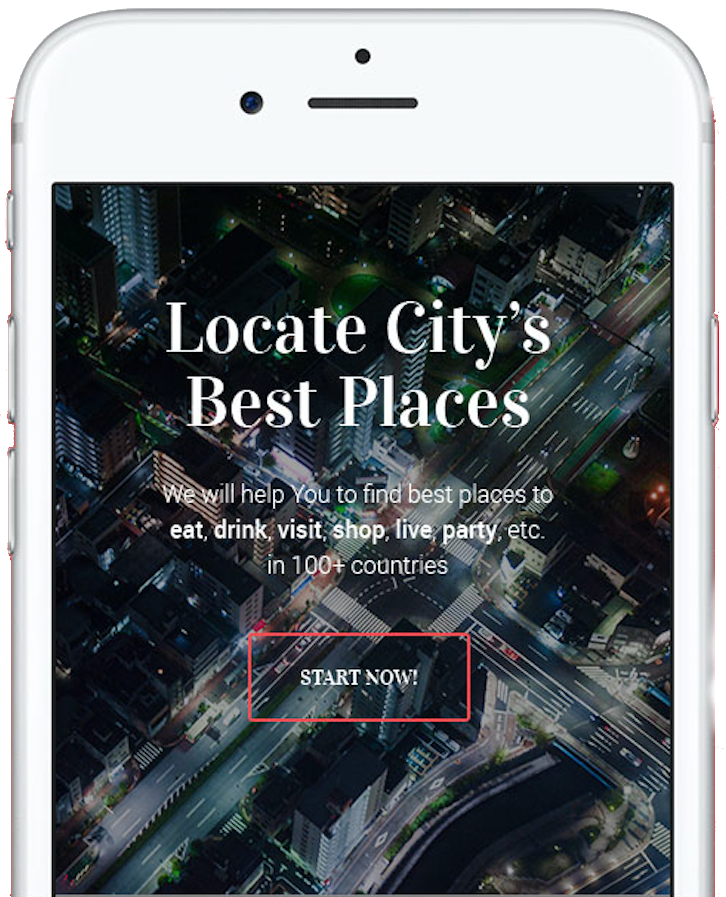 Locate City's
Best Places
We will help You to find best places to
eat, drink, visit, shop, live, party, etc.
in 100+ countries
START NOW!